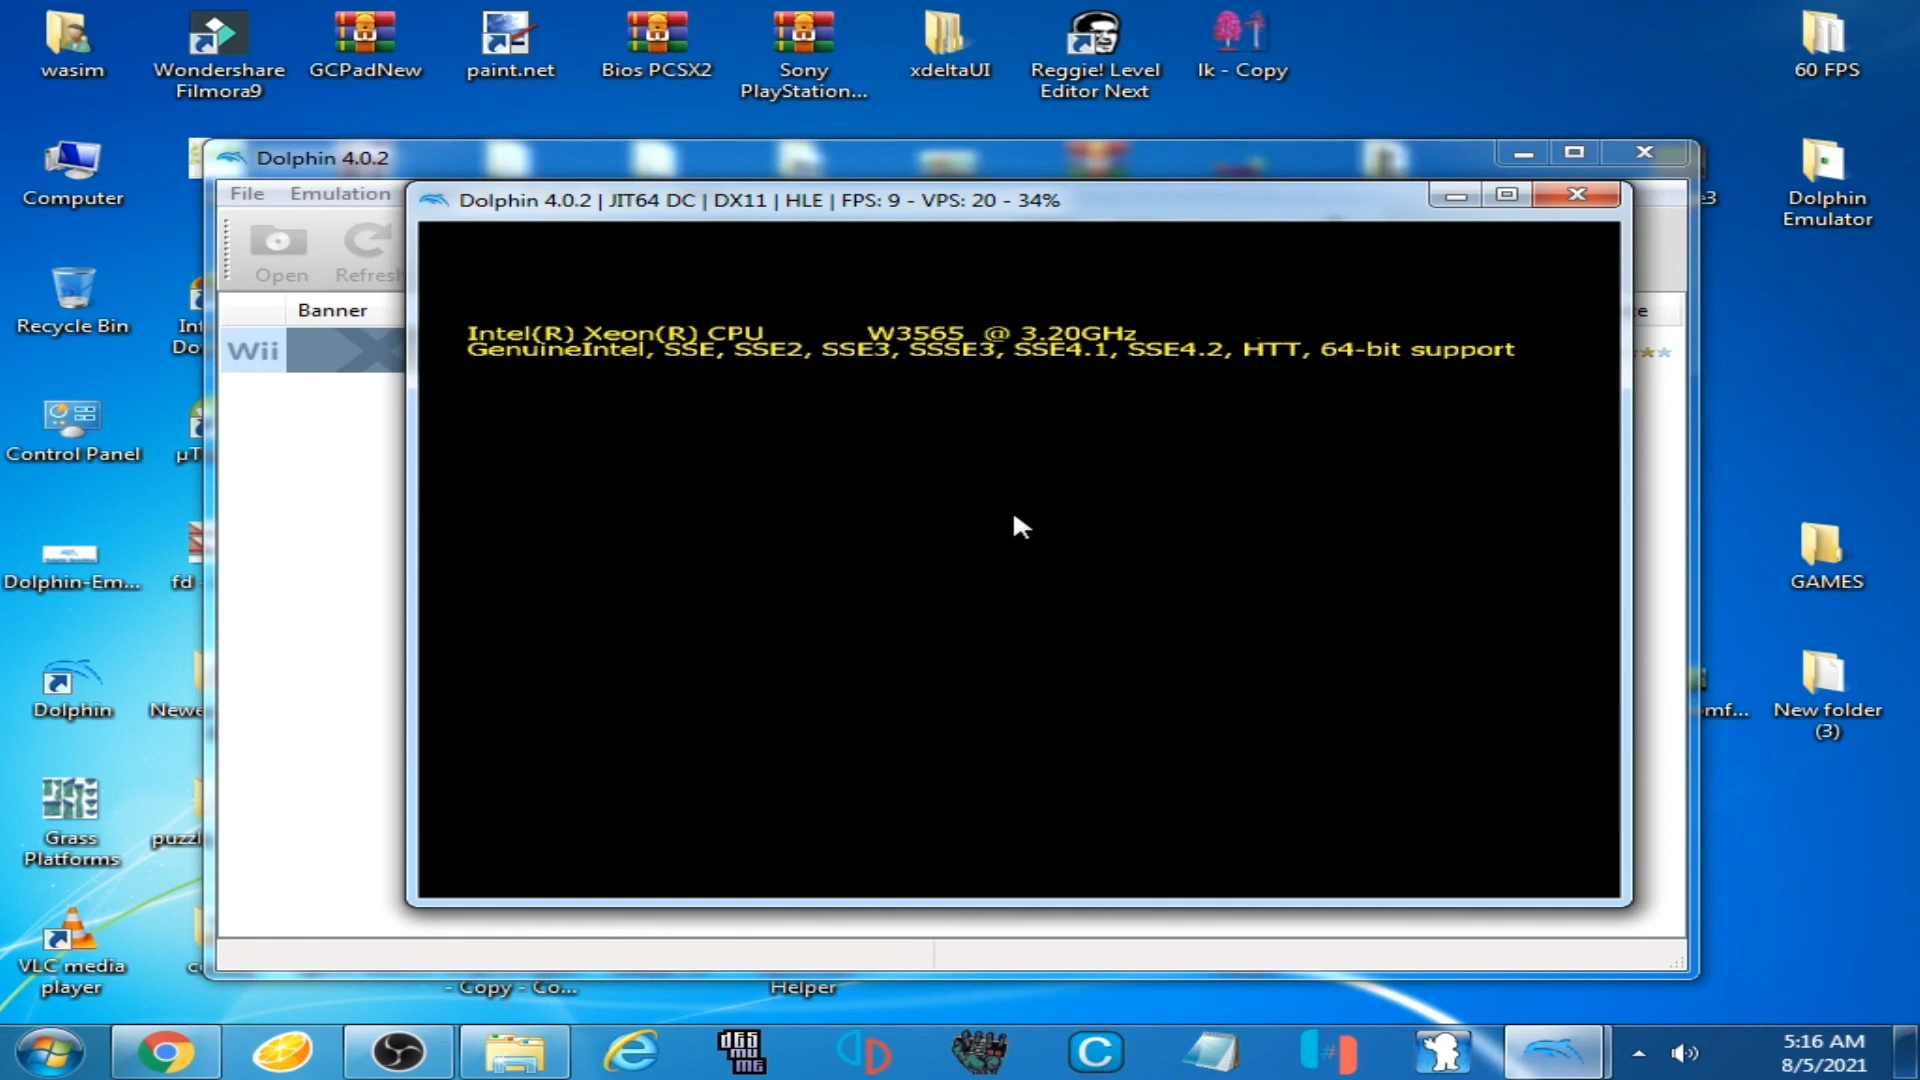 wasim
Wondershare
Filmora9
GCPadNew
paint.net
Bios PCSX2
Sony
PlayStation...
xdeltaUI
Reggie! Level
Editor Next
lk - Copy
60 FPS
Computer
Dolphin 4.0.2
Dolphin
Emulator
File Emulation
Dolphin 4.0.2 | JIT64 DC | DX11 | HLE | FPS: 9 - VPS: 20 - 34%
Open Refresh
Recycle Bin
Banner
Wii
Intel(R) Xeon(R) CPU W3565 @ 3.20GHz
GenuineIntel, SSE, SSE2, SSE3, SSSE3, SSE4.1, SSE4.2, HTT, 64-bit support
Control Panel
Dolphin-Em...
fd
GAMES
Dolphin
Newe
mf...
New folder
(3)
Grass
Platforms
puzzl
VLC media
player
- Copy - Co...
Helper
5:16 AM
8/5/2021